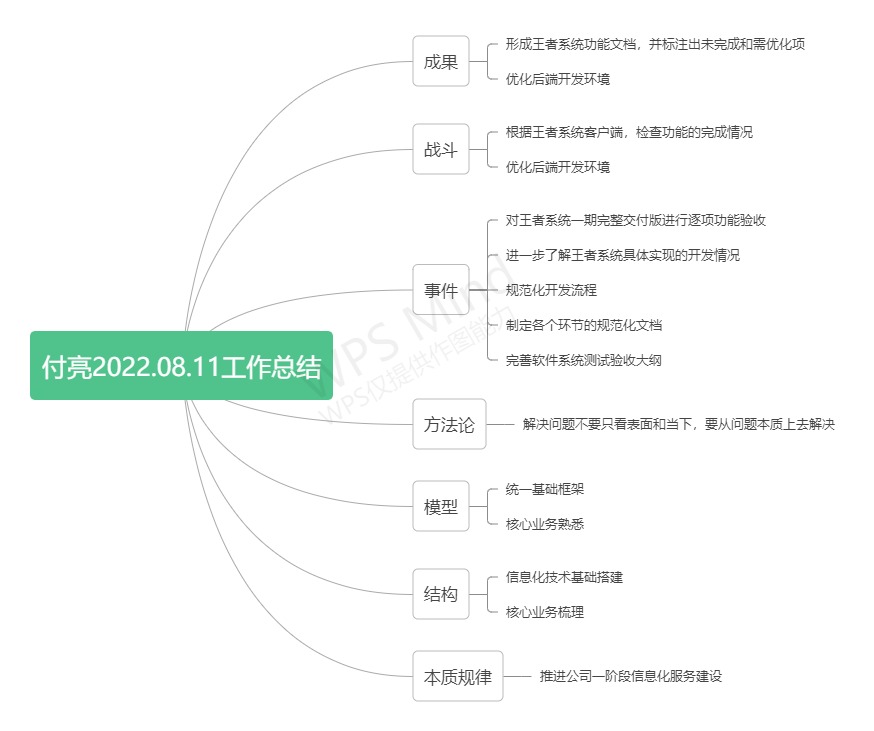 付亮2022.08.11工作总结
成果
形成王者系统功能文档，并标注出未完成和需优化项
优化后端开发环境
战斗
根据王者系统客户端，检查功能的完成情况
优化后端开发环境
事件
对王者系统一期完整交付版进行逐项功能验收
进一步了解王者系统具体实现的开发情况
规范化开发流程
制定各个环节的规范化文档
完善软件系统测试验收大纲
方法论
解决问题不要只看表面和当下，要从问题本质上去解决
模型
统一基础框架
核心业务熟悉
结构
信息化技术基础搭建
核心业务梳理
本质规律
推进公司一阶段信息化服务建设
WPS Mind
WPS仅提供作图能力